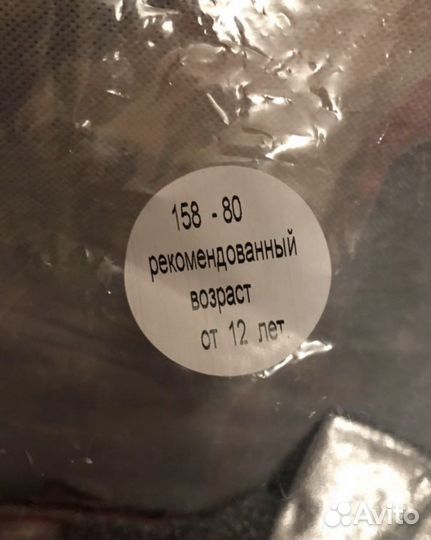 158 - 80
рекомендованный
возраст
от 12 лет.
Avito